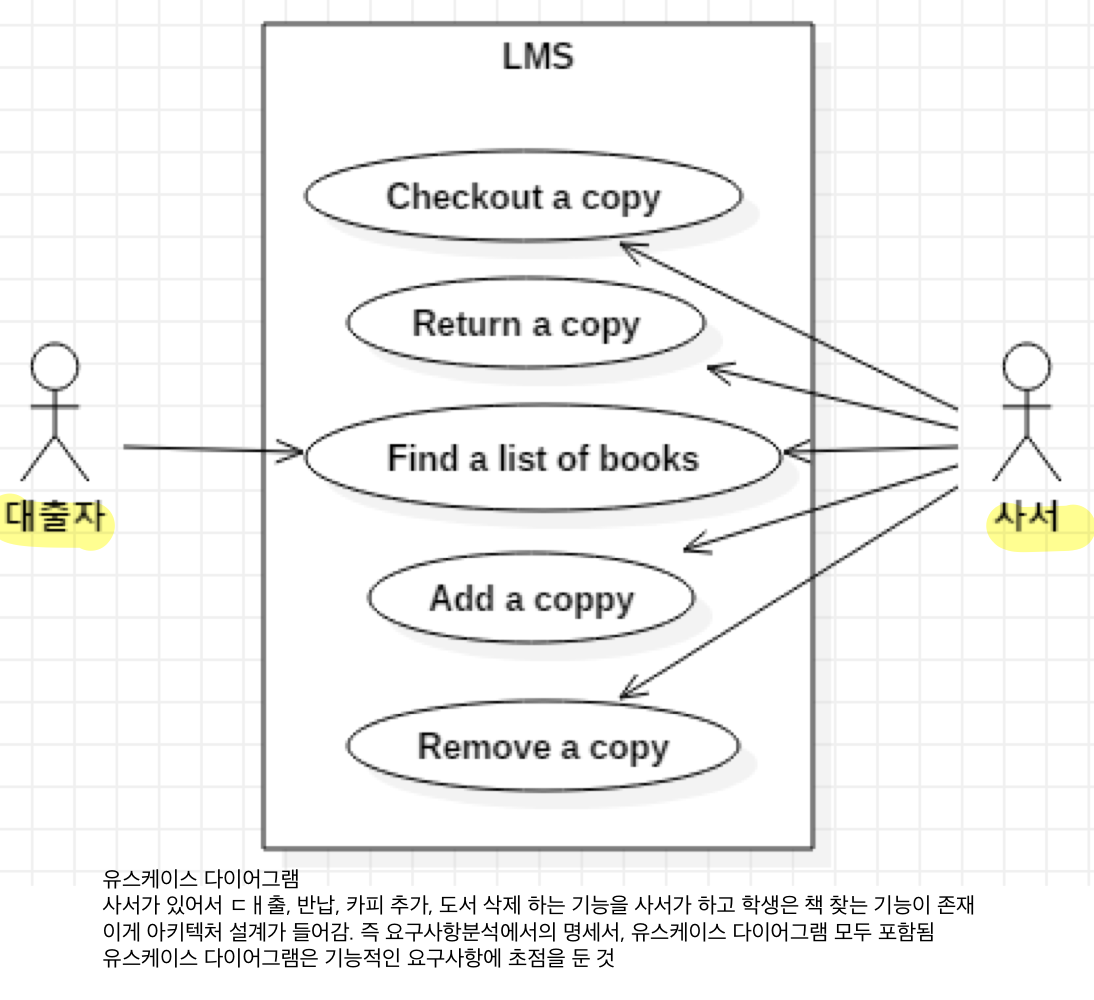 LMS
Checkout a copy
Return a copy
Find a list of books
대출자
사서
Add a coppy
Remove a copy
유스케이스 다이어그램
사서가 있어서 ㄷㅐ출, 반납, 카피 추가, 도서 삭제 하는 기능을 사서가 하고 학생은 책 찾는 기능이 존재
이게 아키텍처 설계가 들어감. 즉 요구사항분석에서의 명세서, 유스케이스 다이어그램 모두 포함됨
유스케이스 다이어그램은 기능적인 요구사항에 초점을 둔 것